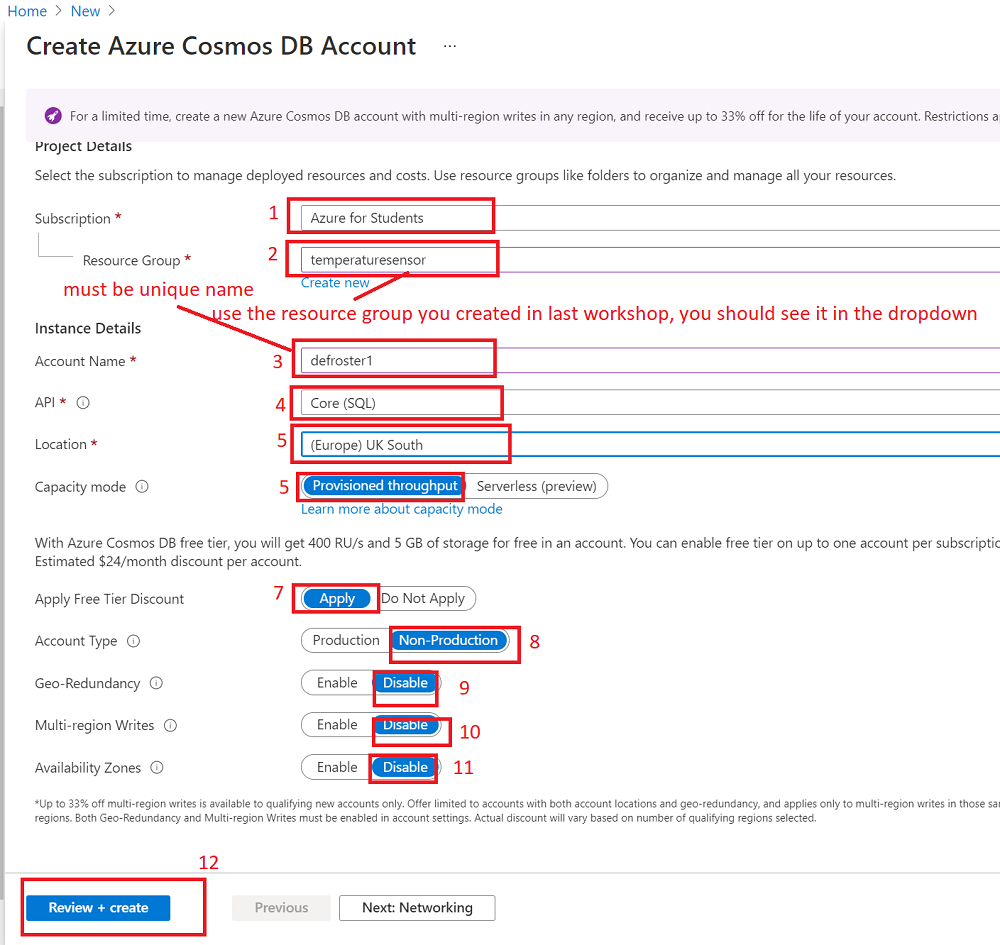 Home > New >
Create Azure Cosmos DB Account ...
For a limited time, create a new Azure Cosmos DB account with multi-region writes in any region, and receive up to 33% off for the life of your account. Restrictions a
Project Details
Select the subscription to manage deployed resources and costs. Use resource groups like folders to organize and manage all your resources.
Subscription * 1 Azure for Students
Resource Group * 2 temperaturesensor
Create new
must be unique name
use the resource group you created in last workshop, you should see it in the dropdown
Instance Details
Account Name * 3 defroster1
API * 4 Core (SQL)
Location * 5 (Europe) UK South
Capacity mode 5 Provisioned throughput Serverless (preview)
Learn more about capacity mode
With Azure Cosmos DB free tier, you will get 400 RU/s and 5 GB of storage for free in an account. You can enable free tier on up to one account per subscriptio
Estimated $24/month discount per account.
Apply Free Tier Discount 7 Apply Do Not Apply
Account Type Production Non-Production 8
Geo-Redundancy Enable Disable 9
Multi-region Writes Enable Disable 10
Availability Zones Enable Disable 11
*Up to 33% off multi-region writes is available to qualifying new accounts only. Offer limited to accounts with both account locations and geo-redundancy, and applies only to multi-region writes in those sa
regions. Both Geo-Redundancy and Multi-region Writes must be enabled in account settings. Actual discount will vary based on number of qualifying regions selected.
12
Review + create Previous Next: Networking